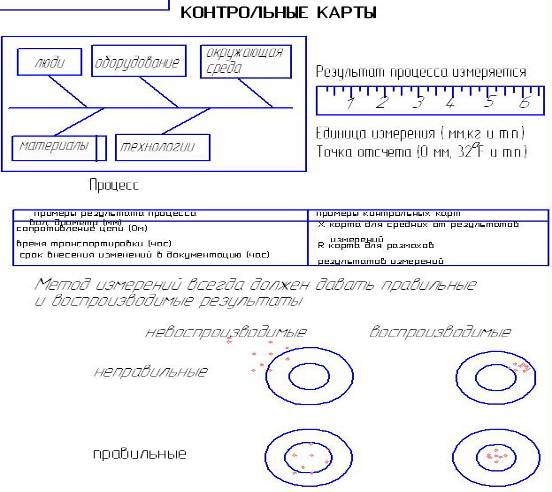 КОНТРОЛЬНЫЕ КАРТЫ
люди
оборудование
окружающая
среда
материалы
технологии
Процесс
Результат процесса измеряется
1 2 3 4 5 6
Единица измерения ( мм,кг и т.п.)
Точка отсчета (0 мм, 32°F и т.п.)
примеры результата процесса
вал диаметр (мм)
сопротивление цепи (Ом)
время транспортировки (час)
срок внесения изменений в документацию (час)
примеры контрольных карт
X карта для средних от результатов
измерений
R карта для размахов
результатов измерений
Метод измерений всегда должен давать правильные
и воспроизводимые результаты
невоспроизводимые
воспроизводимые
неправильные
правильные